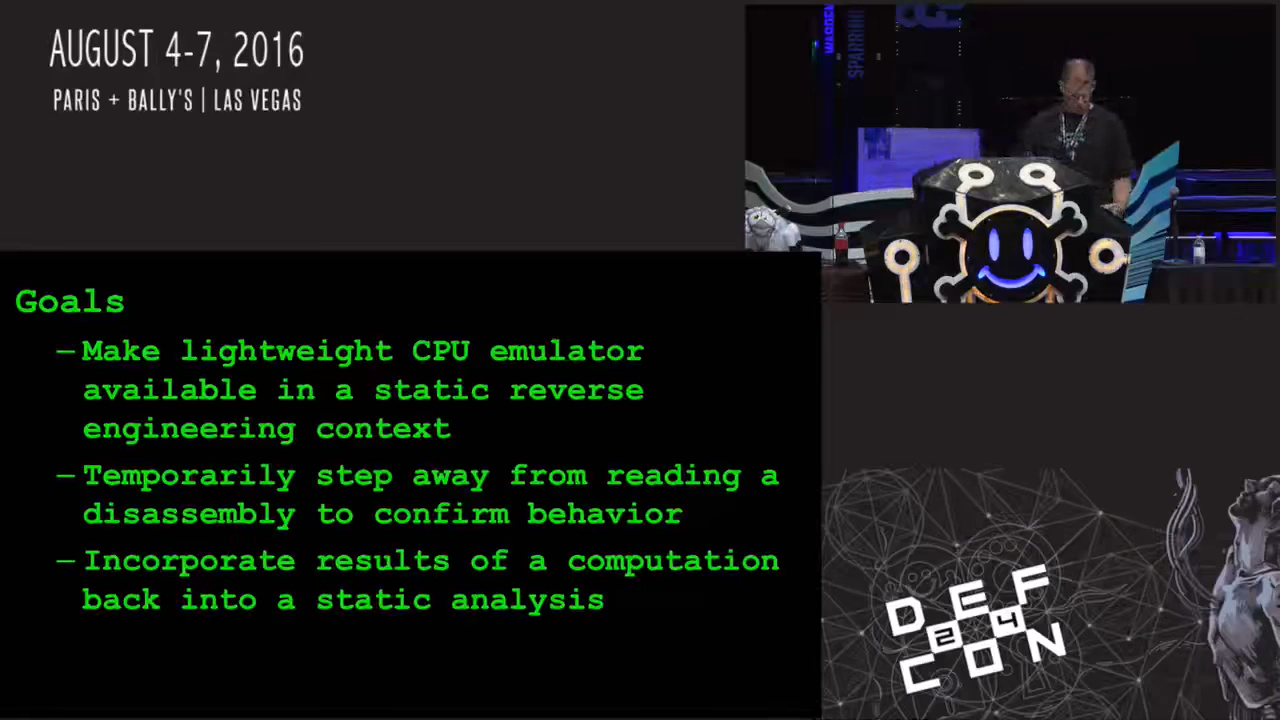 AUGUST 4-7, 2016
PARIS + BALLY'S | LAS VEGAS
Goals
–Make lightweight CPU emulator
available in a static reverse
engineering context
–Temporarily step away from reading a
disassembly to confirm behavior
–Incorporate results of a computation
back into a static analysis
DEF
24
CON